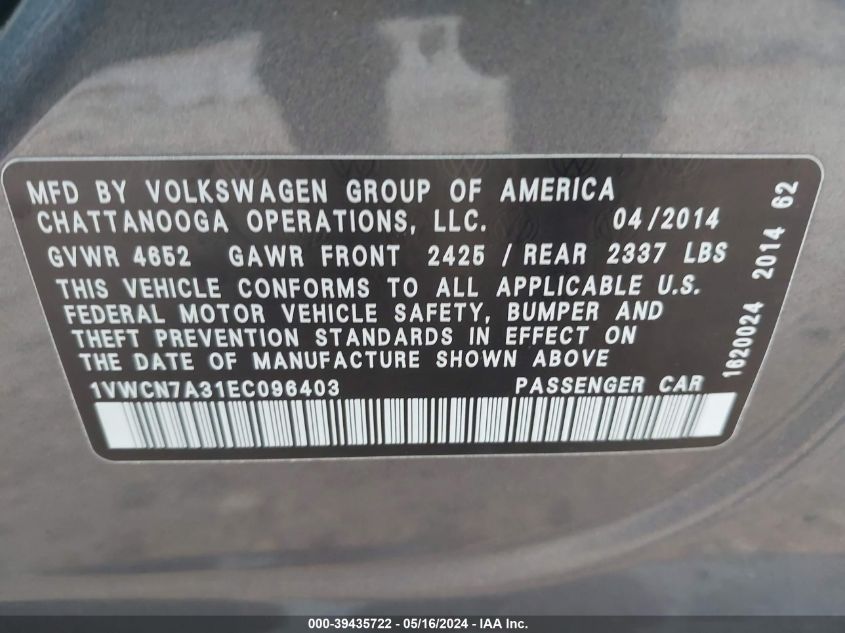 MFD BY VOLKSWAGEN GROUP OF AMERICA
CHATTANOOGA OPERATIONS, LLC. 04/2014
GVWR 4652 GAWR FRONT 2425 / REAR 2337 LBS
THIS VEHICLE CONFORMS TO ALL APPLICABLE U.S.
FEDERAL MOTOR VEHICLE SAFETY, BUMPER AND
THEFT PREVENTION STANDARDS IN EFFECT ON
THE DATE OF MANUFACTURE SHOWN ABOVE
1VWCN7A31EC096403 PASSENGER CAR
1620024 2014 62
000-39435722 - 05/16/2024 - IAA Inc.